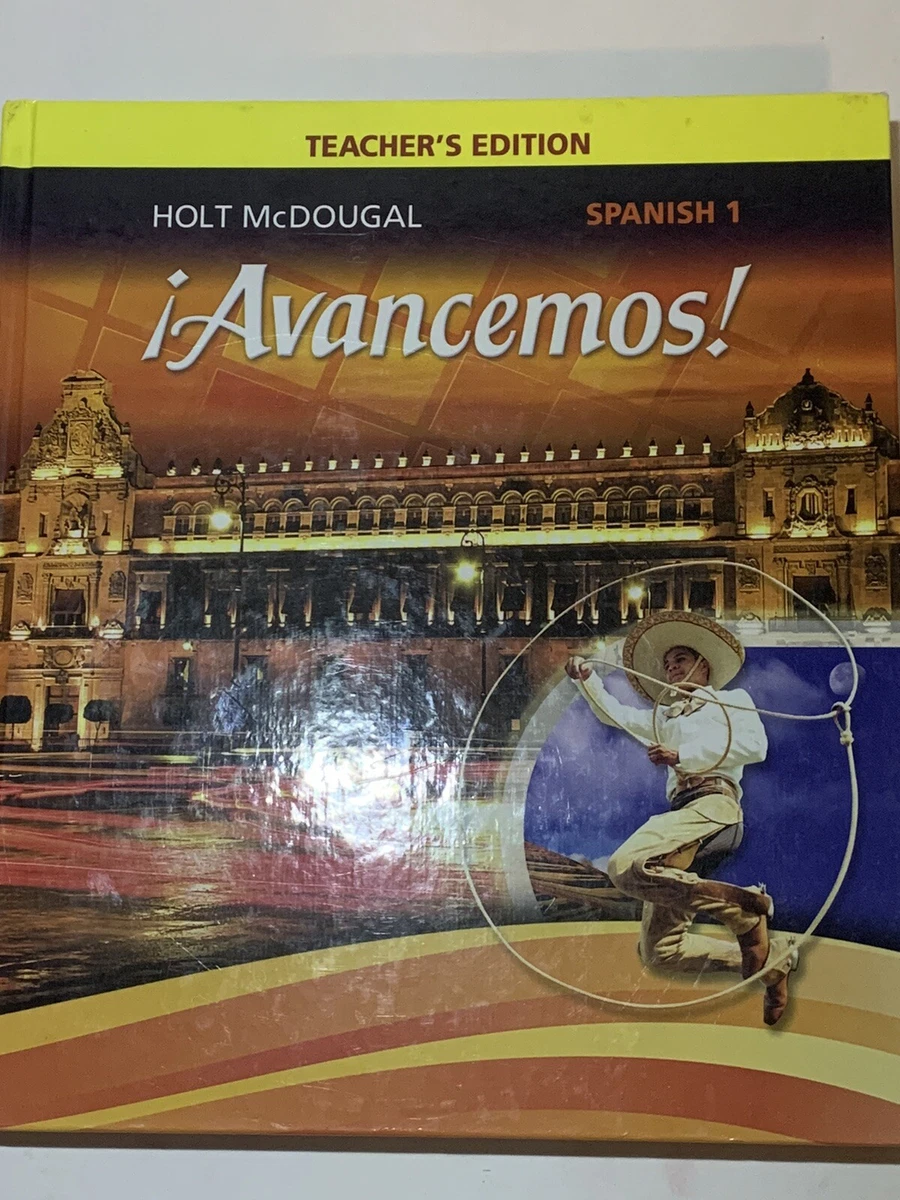 TEACHER'S EDITION
HOLT McDOUGAL
SPANISH 1
¡Avancemos!